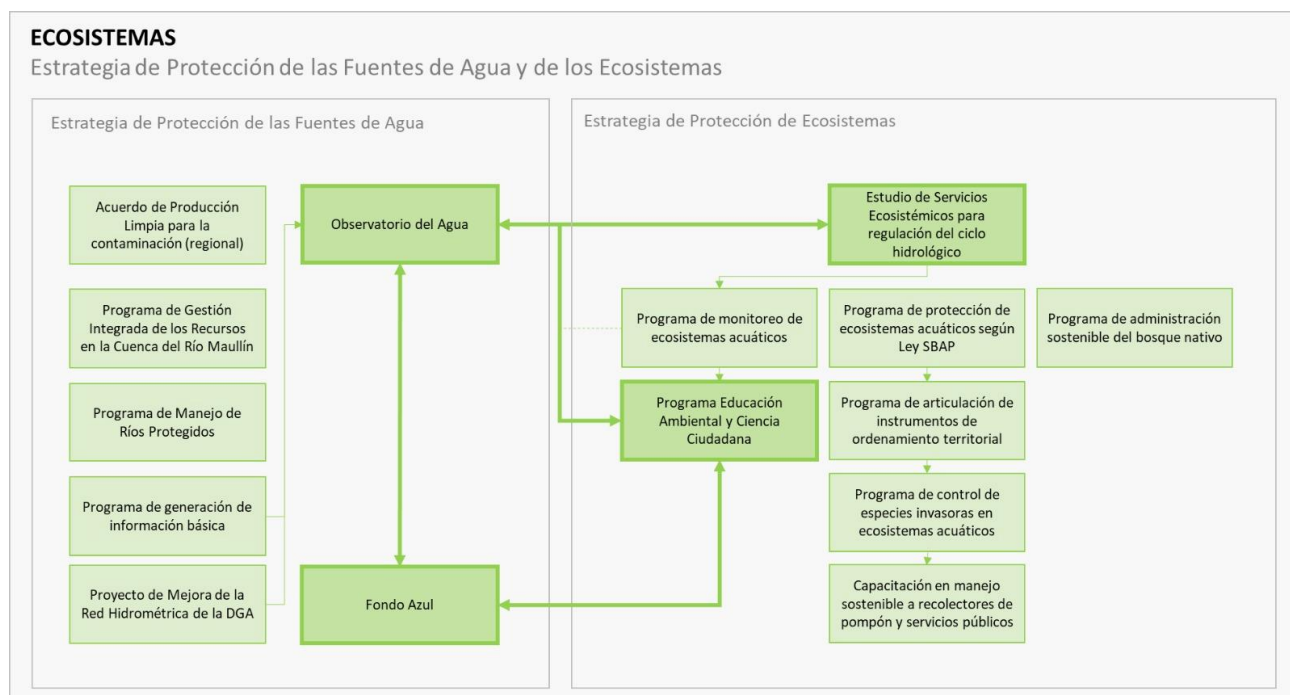 ECOSISTEMAS
Estrategia de Protección de las Fuentes de Agua y de los Ecosistemas
Estrategia de Protección de las Fuentes de Agua
Acuerdo de Producción
Limpia para la
contaminación (regional)
Programa de Gestión
Integrada de los Recursos
en la Cuenca del Río Maullín
Programa de Manejo de
Ríos Protegidos
Programa de generación de
información básica
Proyecto de Mejora de la
Red Hidrométrica de la DGA
Observatorio del Agua
Fondo Azul
Estrategia de Protección de Ecosistemas
Estudio de Servicios
Ecosistémicos para
regulación del ciclo
hidrológico
Programa de monitoreo de
ecosistemas acuáticos
Programa Educación
Ambiental y Ciencia
Ciudadana
Programa de protección de
ecosistemas acuáticos según
Ley SBAP
Programa de articulación de
instrumentos de
ordenamiento territorial
Programa de control de
especies invasoras en
ecosistemas acuáticos
Capacitación en manejo
sostenible a recolectores de
pompón y servicios públicos
Programa de administración
sostenible del bosque nativo